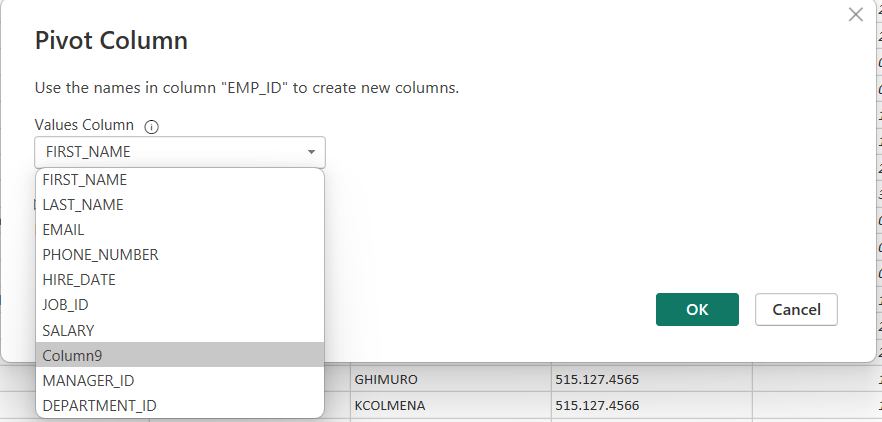 Pivot Column
Use the names in column "EMP_ID" to create new columns.
Values Column
FIRST_NAME
FIRST_NAME
LAST_NAME
EMAIL
PHONE_NUMBER
HIRE_DATE
JOB_ID
SALARY
OK Cancel
Column9
MANAGER_ID GHIMURO 515.127.4565
DEPARTMENT_ID KCOLMENA 515.127.4566